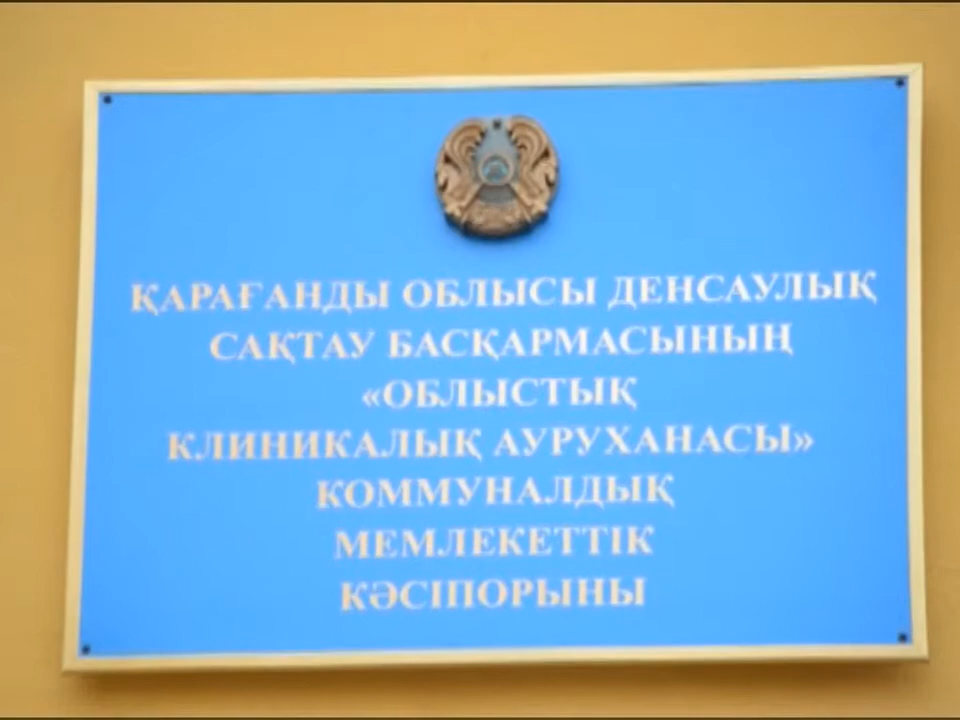 ҚАРАҒАНДЫ ОБЛЫСЫ ДЕНСАУЛЫҚ
САҚТАУ БАСҚАРМАСЫНЫҢ
«ОБЛЫСТЫҚ
КЛИНИКАЛЫҚ АУРУХАНАСЫ»
КОММУНАЛДЫҚ
МЕМЛЕКЕТТІК
КӘСІПОРЫНЫ